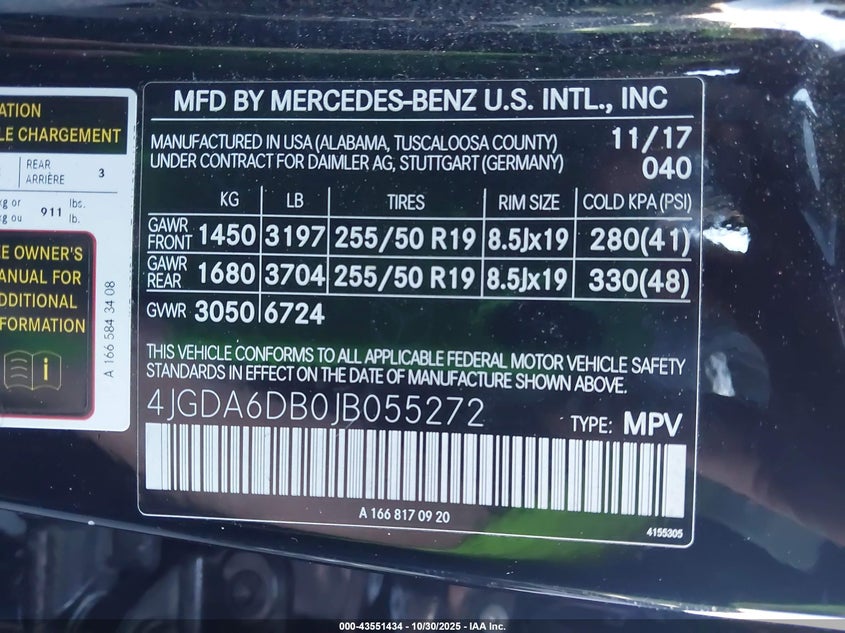 ATION
LE CHARGEMENT
REAR
ARRIÈRE 3
kg or
kg ou 911 lbs.
lb.
E OWNER'S
ANUAL FOR
DDITIONAL
FORMATION
i
A 166 584 34 08
MFD BY MERCEDES-BENZ U.S. INTL., INC
MANUFACTURED IN USA (ALABAMA, TUSCALOOSA COUNTY) 11/17
UNDER CONTRACT FOR DAIMLER AG, STUTTGART (GERMANY) 040
KG LB TIRES RIM SIZE COLD KPA (PSI)
GAWR FRONT 1450 3197 255/50 R19 8.5Jx19 280(41)
GAWR REAR 1680 3704 255/50 R19 8.5Jx19 330(48)
GVWR 3050 6724
THIS VEHICLE CONFORMS TO ALL APPLICABLE FEDERAL MOTOR VEHICLE SAFETY
STANDARDS IN EFFECT ON THE DATE OF MANUFACTURE SHOWN ABOVE.
4JGDA6DB0JB055272 TYPE: MPV
A 166 817 09 20
4155305
000-43551434 - 10/30/2025 - IAA Inc.